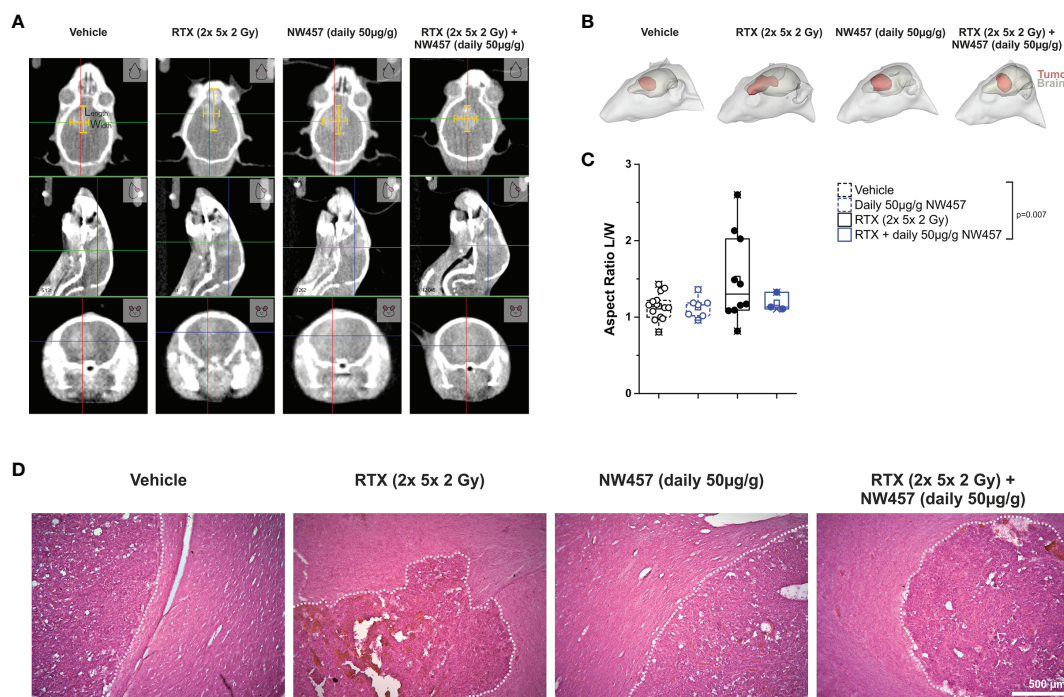 A
Vehicle
RTX (2x 5x 2 Gy)
NW457 (daily 50µg/g)
RTX (2x 5x 2 Gy) +
NW457 (daily 50µg/g)
Length
Width
B
Vehicle
RTX (2x 5x 2 Gy)
NW457 (daily 50µg/g)
RTX (2x 5x 2 Gy) +
NW457 (daily 50µg/g)
Tumo
Brain
C
Aspect Ratio L/W
3
2
1
0
Vehicle
Daily 50µg/g NW457
RTX (2x 5x 2 Gy)
RTX + daily 50µg/g NW457
p=0.007
D
Vehicle
RTX (2x 5x 2 Gy)
NW457 (daily 50µg/g)
RTX (2x 5x 2 Gy) +
NW457 (daily 50µg/g)
500 µm